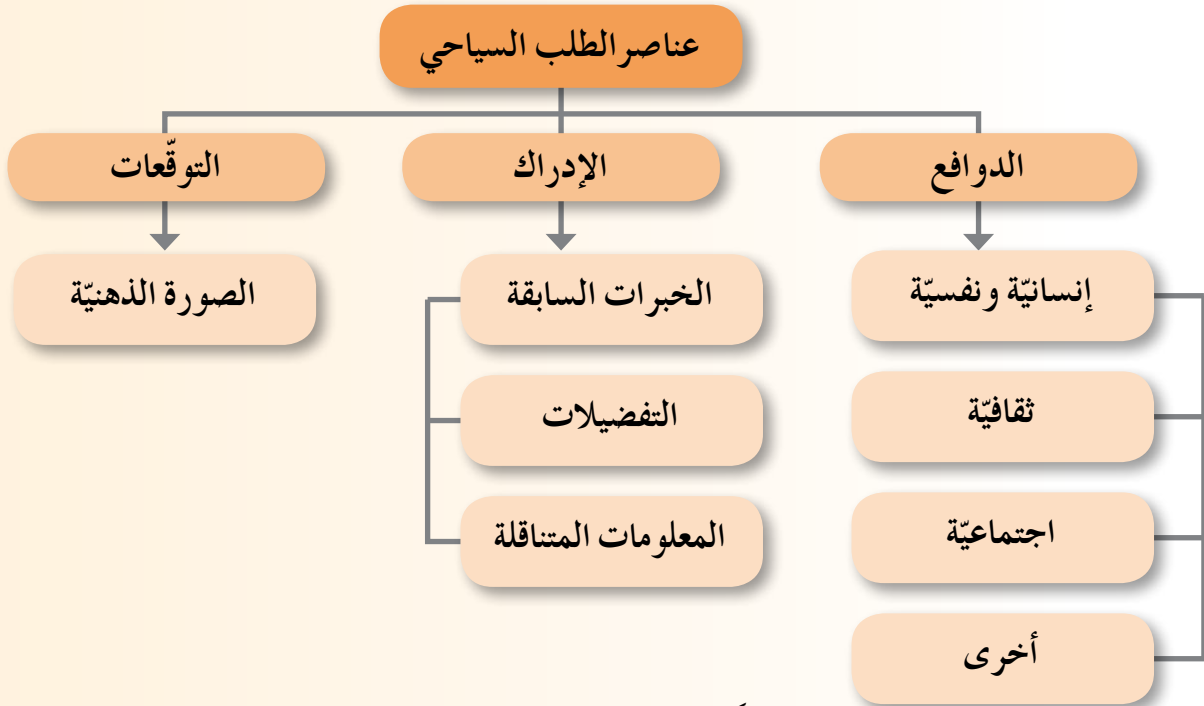 عناصر الطلب السياحي
الدوافع
الإدراك
التوقّعات
إنسانيّة ونفسيّة
الخبرات السابقة
الصورة الذهنيّة
ثقافيّة
التفضيلات
اجتماعيّة
المعلومات المتناقلة
أخرى